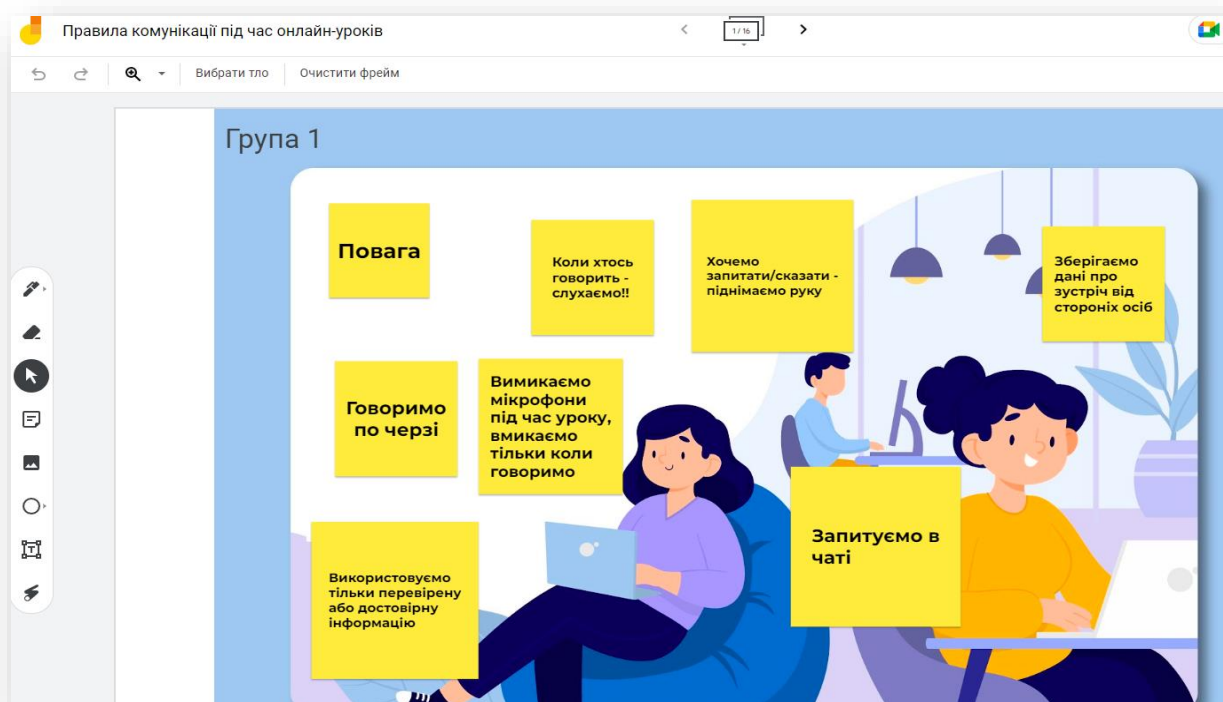 Правила комунікації під час онлайн-уроків
1 / 16
Вибрати тло
Очистити фрейм
Група 1
Повага
Коли хтось
говорить -
слухаємо!!
Хочемо
запитати/сказати -
піднімаємо руку
Зберігаємо
дані про
зустріч від
стороніх осіб
Говоримо
по черзі
Вимикаємо
мікрофони
під час уроку,
вмикаємо
тільки коли
говоримо
Запитуємо в
чаті
Використовуємо
тільки перевірену
або достовірну
інформацію